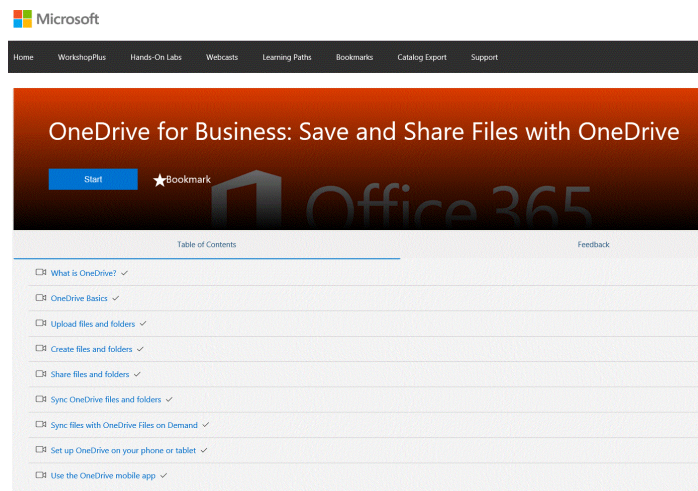 Microsoft
Home WorkshopPlus Hands-On Labs Webcasts Learning Paths Bookmarks Catalog Export Support
OneDrive for Business: Save and Share Files with OneDrive
Start Bookmark
Office 365
Table of Contents Feedback
What is OneDrive?
OneDrive Basics
Upload files and folders
Create files and folders
Share files and folders
Sync OneDrive files and folders
Sync files with OneDrive Files on Demand
Set up OneDrive on your phone or tablet
Use the OneDrive mobile app